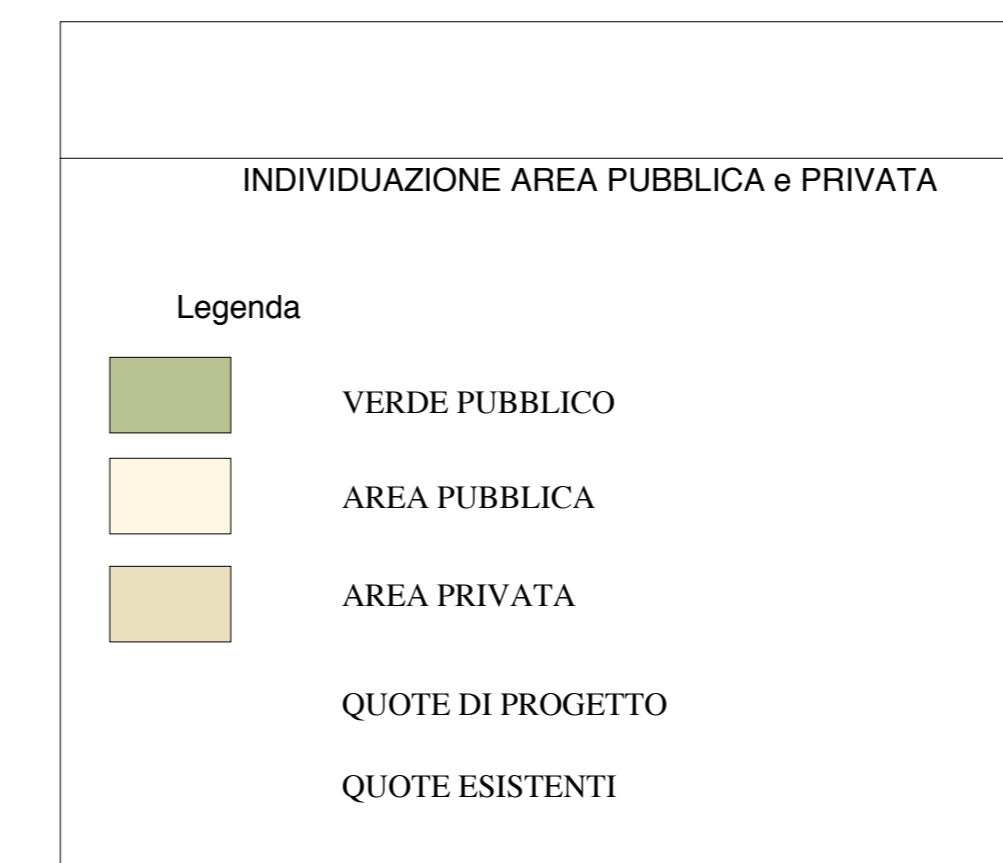 INDIVIDUAZIONE AREA PUBBLICA e PRIVATA
Legenda
VERDE PUBBLICO
AREA PUBBLICA
AREA PRIVATA
QUOTE DI PROGETTO
QUOTE ESISTENTI